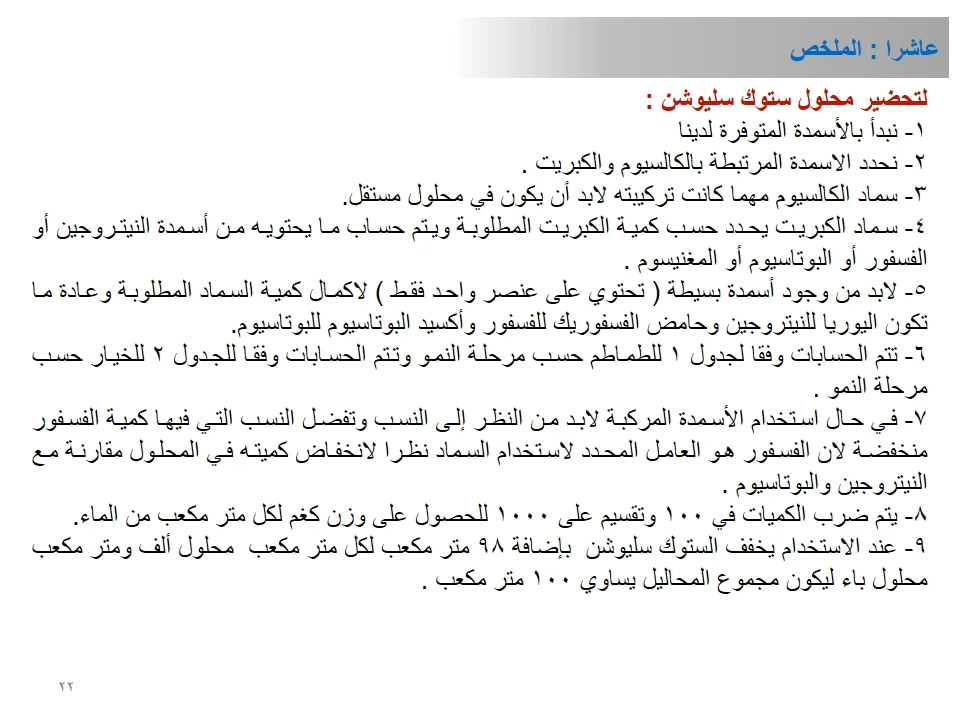 عاشرا : الملخص
لتحضير محلول ستوك سليوشن :
١- نبدأ بالأسمدة المتوفرة لدينا
٢- نحدد الاسمدة المرتبطة بالكالسيوم والكبريت .
٣- سماد الكالسيوم مهما كانت تركيبته لابد أن يكون في محلول مستقل.
٤- سماد الكبريت يحدد حسب كمية الكبريت المطلوبة ويتم حساب ما يحتويه من أسمدة النيتروجين أو
الفسفور أو البوتاسيوم أو المغنيسوم .
٥- لابد من وجود أسمدة بسيطة ( تحتوي على عنصر واحد فقط ) لاكمال كمية السماد المطلوبة وعادة ما
تكون اليوريا للنيتروجين وحامض الفسفوريك للفسفور وأكسيد البوتاسيوم للبوتاسيوم.
٦- تتم الحسابات وفقا لجدول ١ للطماطم حسب مرحلة النمو وتتم الحسابات وفقا للجدول ٢ للخيار حسب
مرحلة النمو .
٧- في حال استخدام الأسمدة المركبة لابد من النظر إلى النسب وتفضل النسب التي فيها كمية الفسفور
منخفضة لان الفسفور هو العامل المحدد لاستخدام السماد نظرا لانخفاض كميته في المحلول مقارنة مع
النيتروجين والبوتاسيوم .
٨- يتم ضرب الكميات في ١٠٠ وتقسيم على ١٠٠٠ للحصول على وزن كغم لكل متر مكعب من الماء.
٩- عند الاستخدام يخفف الستوك سليوشن بإضافة ٩٨ متر مكعب لكل متر مكعب محلول ألف ومتر مكعب
محلول باء ليكون مجموع المحاليل يساوي ١٠٠ متر مكعب .
٢٢